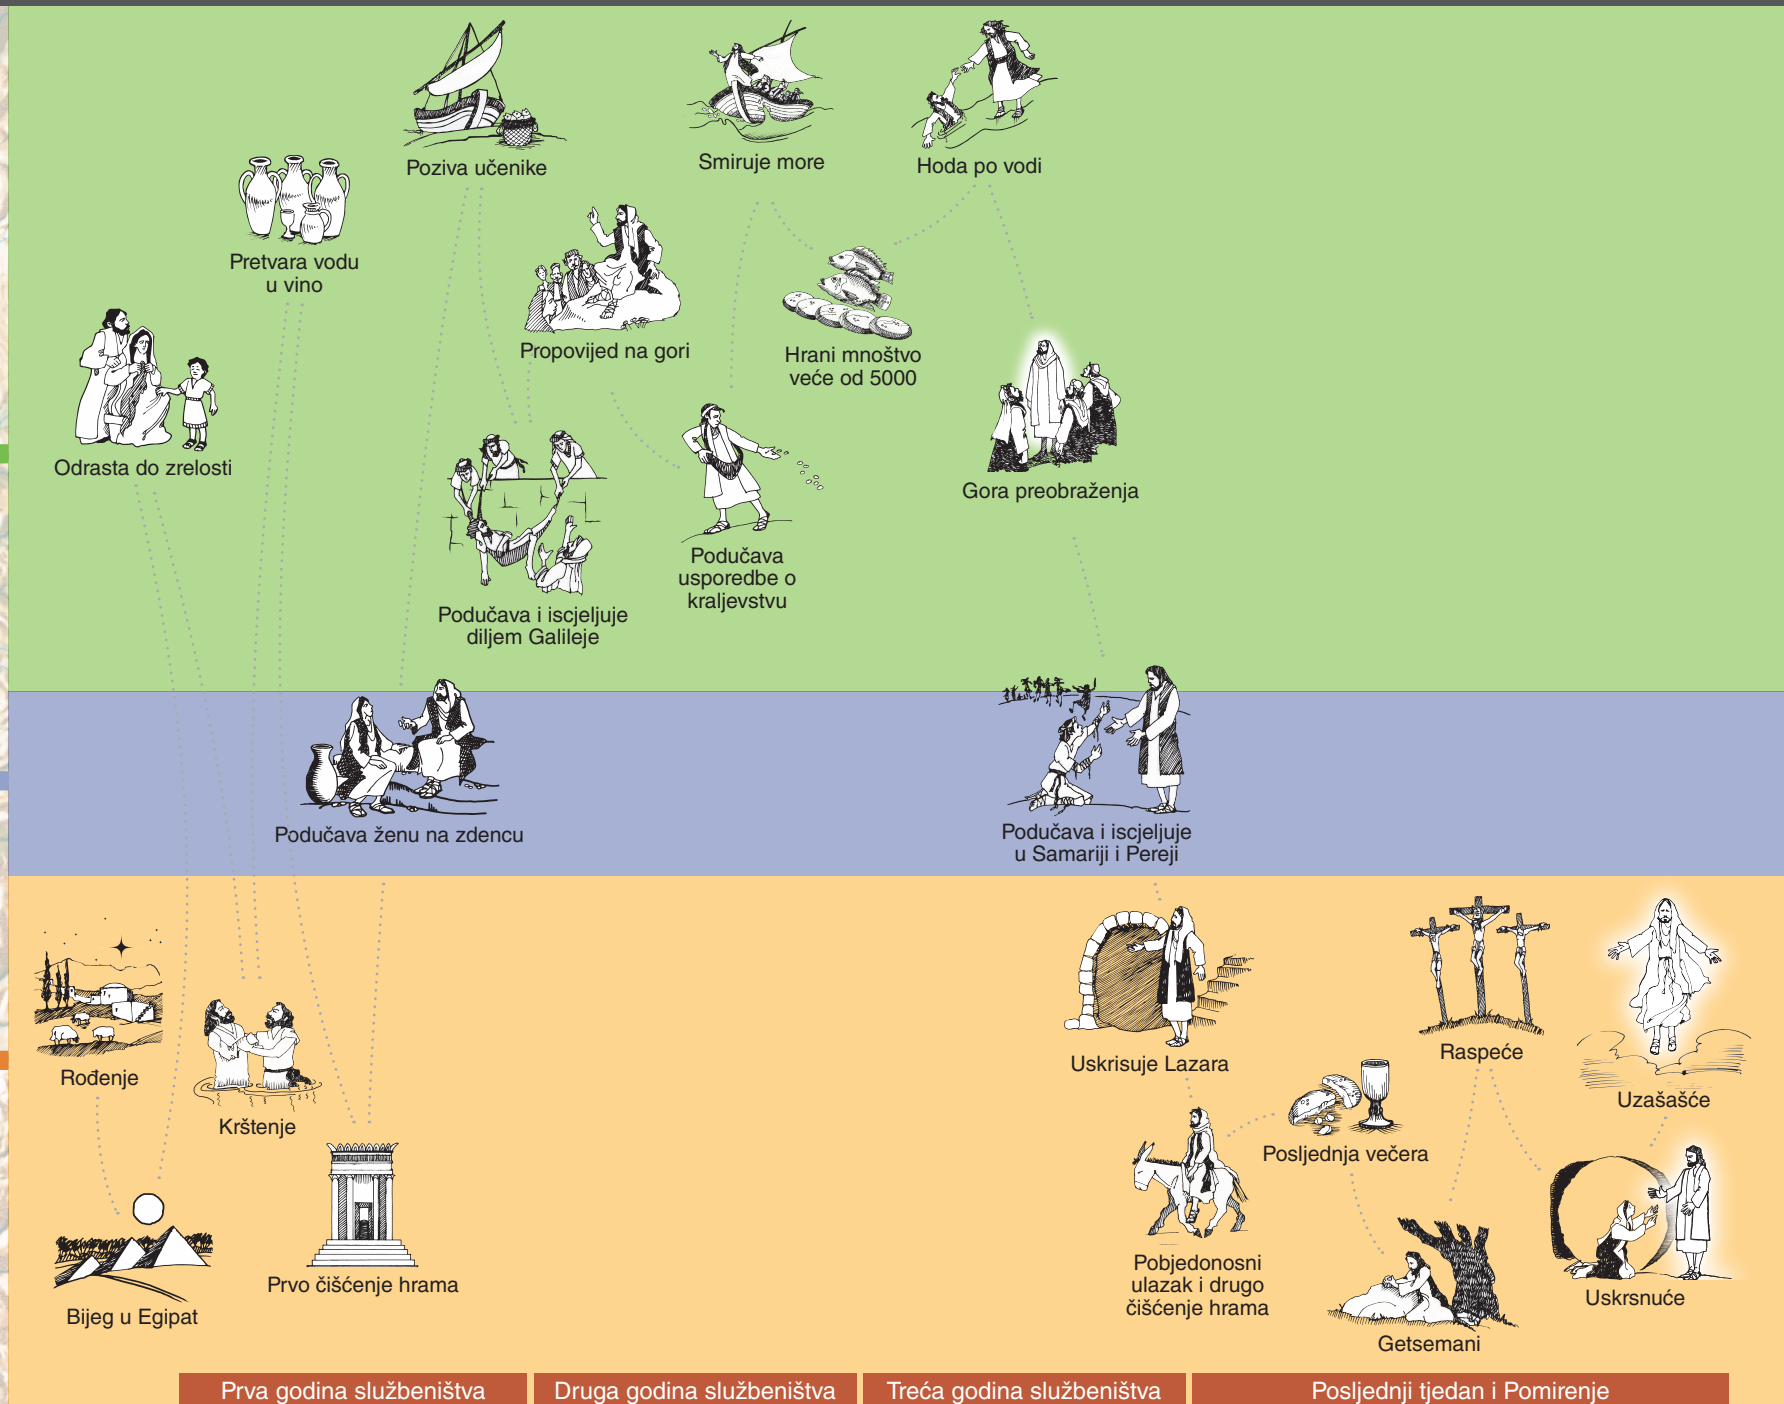 Poziva učenike
Smiruje more
Hoda po vodi
Pretvara vodu
u vino
Propovijed na gori
Hrani mnoštvo
veće od 5000
Odrasta do zrelosti
Gora preobraženja
Podučava
usporedbe o
kraljevstvu
Podučava i iscjeljuje
diljem Galileje
Podučava ženu na zdencu
Podučava i iscjeljuje
u Samariji i Pereji
Rođenje
Krštenje
Uskrisuje Lazara
Raspeće
Uzašašće
Posljednja večera
Bijeg u Egipat
Prvo čišćenje hrama
Pobjedonosni
ulazak i drugo
čišćenje hrama
Getsemani
Uskrsnuće
Prva godina službeništva
Druga godina službeništva
Treća godina službeništva
Posljednji tjedan i Pomirenje